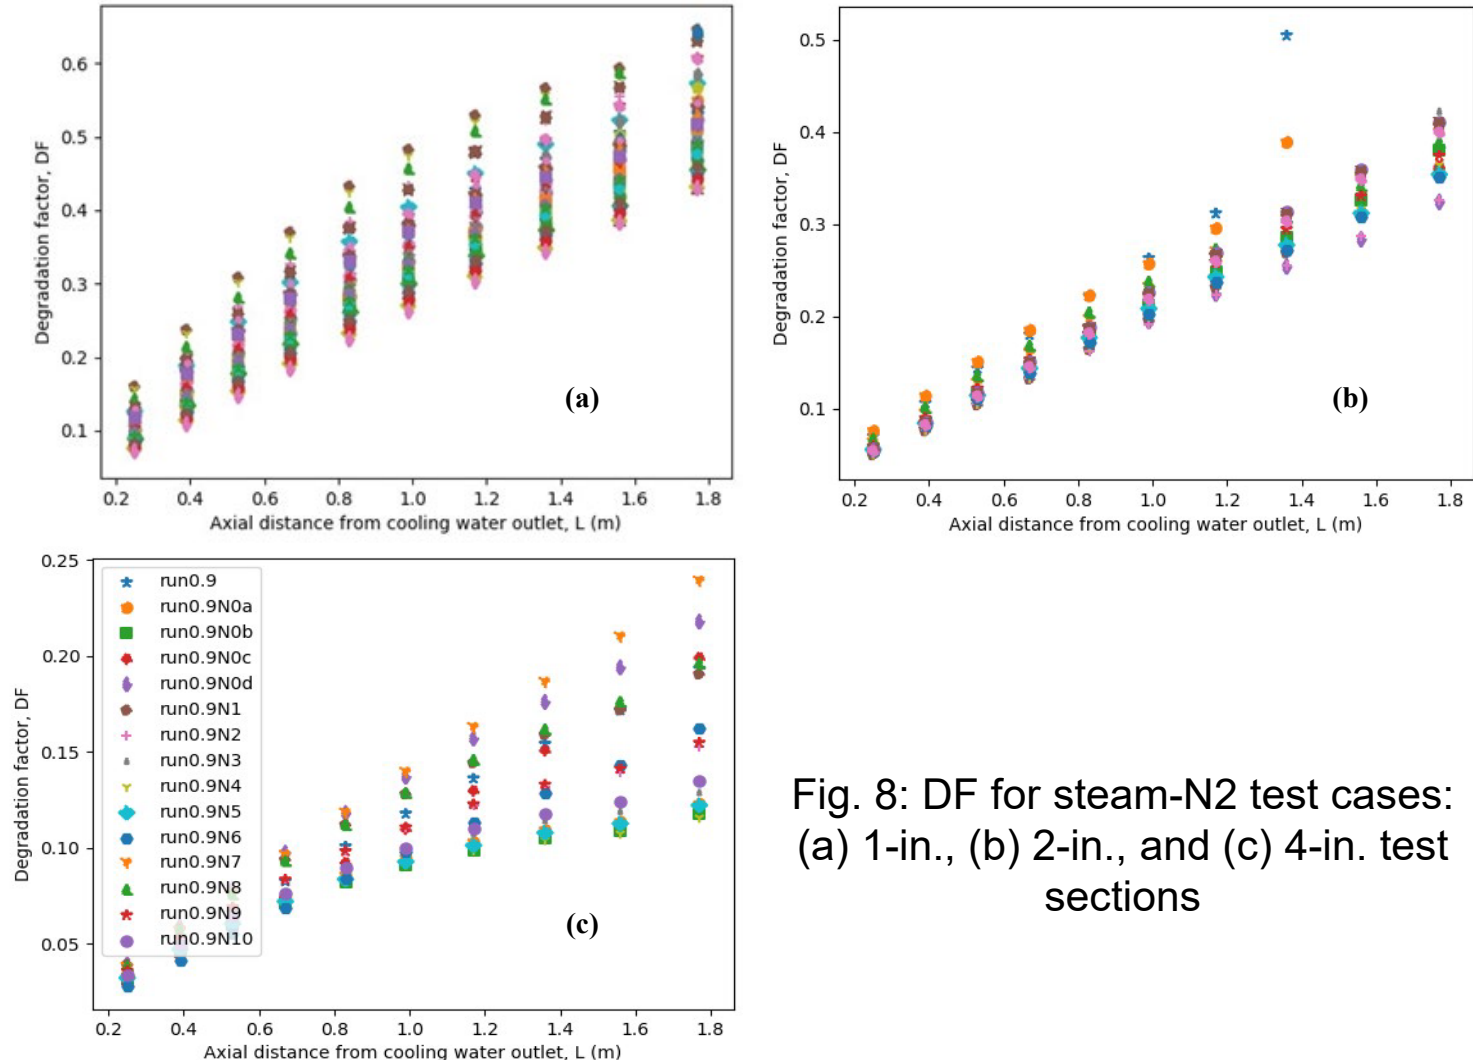 0.6
0.5
0.4
0.3
0.2
0.1
Degradation factor, DF
(a)
0.2 0.4 0.6 0.8 1.0 1.2 1.4 1.6 1.8
Axial distance from cooling water outlet, L (m)
0.5
0.4
0.3
0.2
0.1
Degradation factor, DF
(b)
0.2 0.4 0.6 0.8 1.0 1.2 1.4 1.6 1.8
Axial distance from cooling water outlet, L (m)
0.25
0.20
0.15
0.10
0.05
Degradation factor, DF
run0.9
run0.9N0a
run0.9N0b
run0.9N0c
run0.9N0d
run0.9N1
run0.9N2
run0.9N3
run0.9N4
run0.9N5
run0.9N6
run0.9N7
run0.9N8
run0.9N9
run0.9N10
(c)
0.2 0.4 0.6 0.8 1.0 1.2 1.4 1.6 1.8
Axial distance from cooling water outlet, L (m)
Fig. 8: DF for steam-N2 test cases:
(a) 1-in., (b) 2-in., and (c) 4-in. test
sections